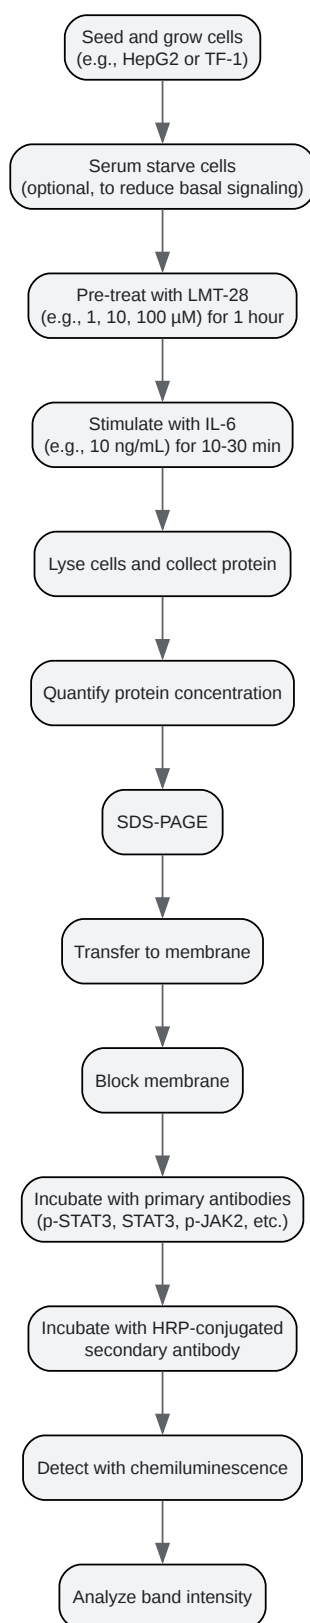 Seed and grow cells
(e.g., HepG2 or TF-1)
Serum starve cells
(optional, to reduce basal signaling)
Pre-treat with LMT-28
(e.g., 1, 10, 100 µM) for 1 hour
Stimulate with IL-6
(e.g., 10 ng/mL) for 10-30 min
Lyse cells and collect protein
Quantify protein concentration
SDS-PAGE
Transfer to membrane
Block membrane
Incubate with primary antibodies
(p-STAT3, STAT3, p-JAK2, etc.)
Incubate with HRP-conjugated
secondary antibody
Detect with chemiluminescence
Analyze band intensity